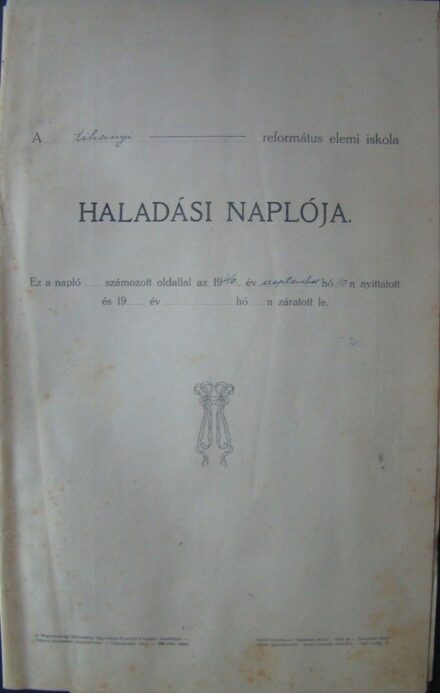 A tihanyi református elemi iskola
HALADÁSI NAPLÓJA.
Ez a napló számozott oldallal az 1946. év szeptember hó 10 n nyittatott
és 19 év hó n záratott le.